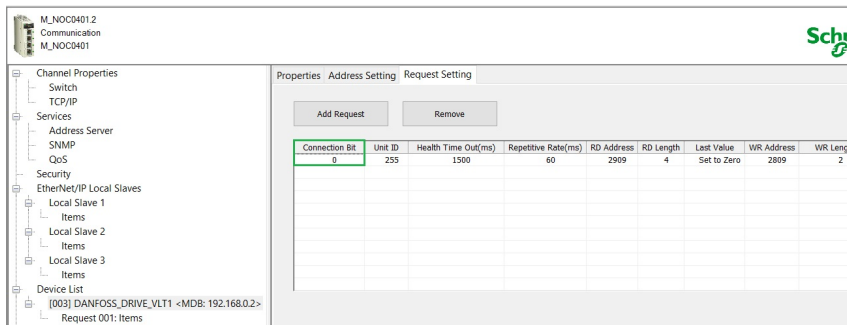 M_NOC0401.2
Communication
M_NOC0401
Channel Properties
Switch
TCP/IP
Services
Address Server
SNMP
QoS
Security
EtherNet/IP Local Slaves
Local Slave 1
Items
Local Slave 2
Items
Local Slave 3
Items
Device List
[003] DANFOSS_DRIVE_VLT1 <MDB: 192.168.0.2>
Request 001: Items
Properties Address Setting Request Setting
Add Request Remove
Connection Bit Unit ID Health Time Out(ms) Repetitive Rate(ms) RD Address RD Length Last Value WR Address WR Leng
0 255 1500 60 2909 4 Set to Zero 2809 2